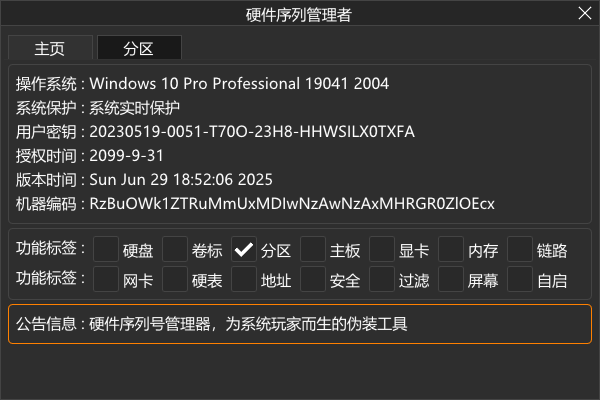 硬件序列管理者
主页 分区
操作系统 : Windows 10 Pro Professional 19041 2004
系统保护 : 系统实时保护
用户密钥 : 20230519-0051-T70O-23H8-HHWSILX0TXFA
授权时间 : 2099-9-31
版本时间 : Sun Jun 29 18:52:06 2025
机器编码 : RzBuOWk1ZTRuMmUxMDIwNzAwNzAxMHRGR0ZlOEcx
功能标签 : 硬盘 卷标 分区 主板 显卡 内存 链路
功能标签 : 网卡 硬表 地址 安全 过滤 屏幕 自启
公告信息 : 硬件序列号管理器，为系统玩家而生的伪装工具